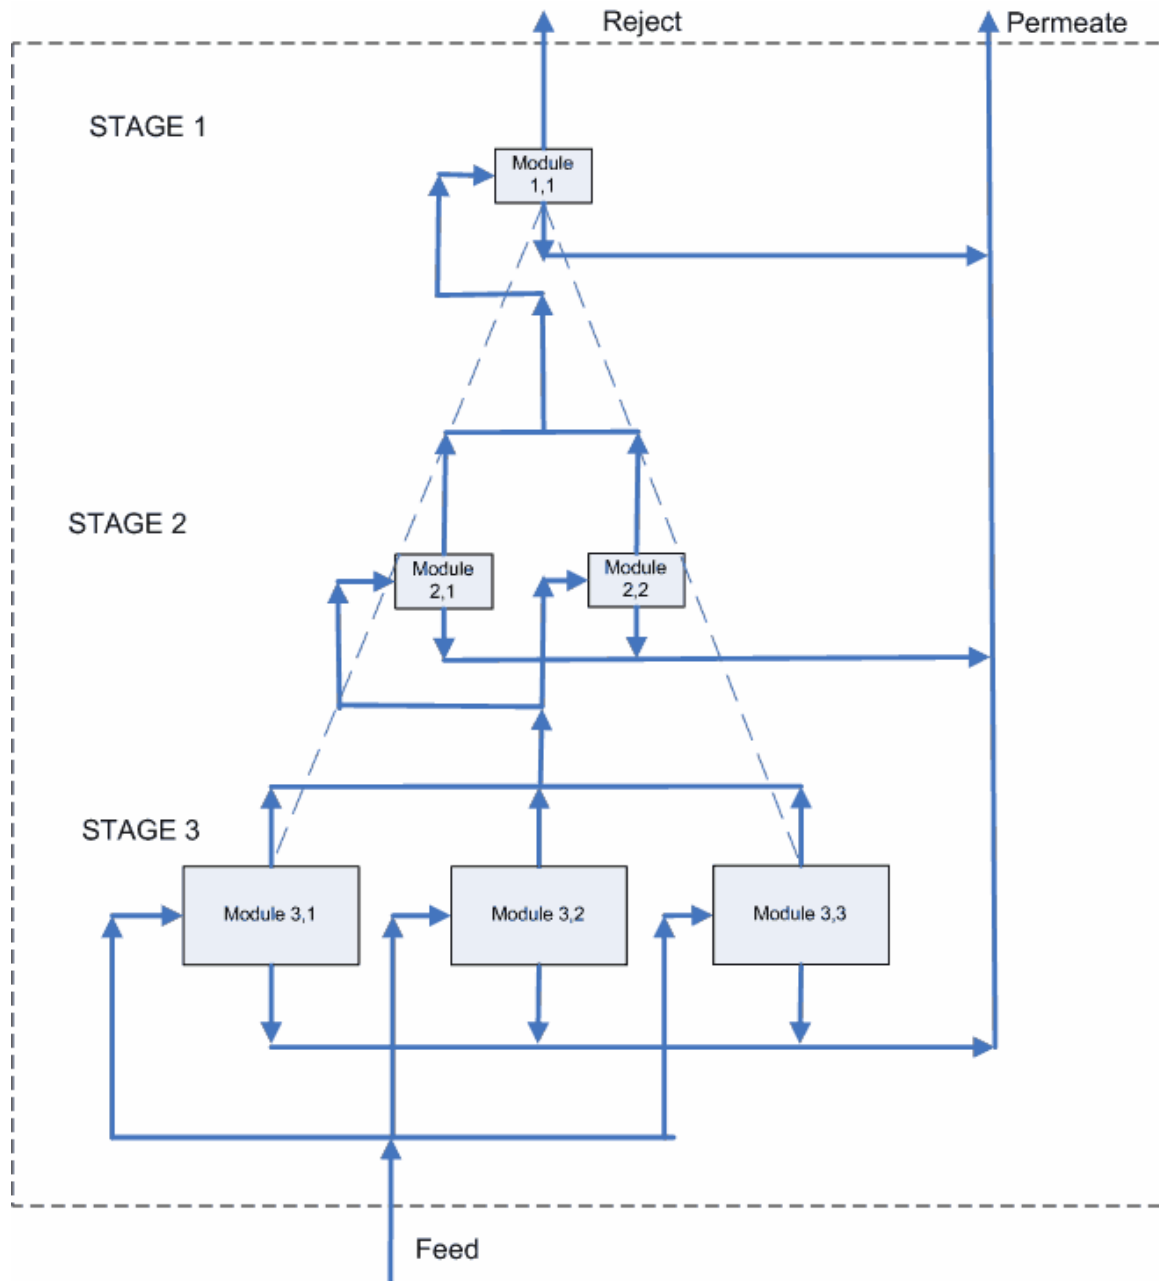 Reject
Permeate
STAGE 1
Module
1,1
STAGE 2
Module
2,1
Module
2,2
STAGE 3
Module 3,1
Module 3,2
Module 3,3
Feed